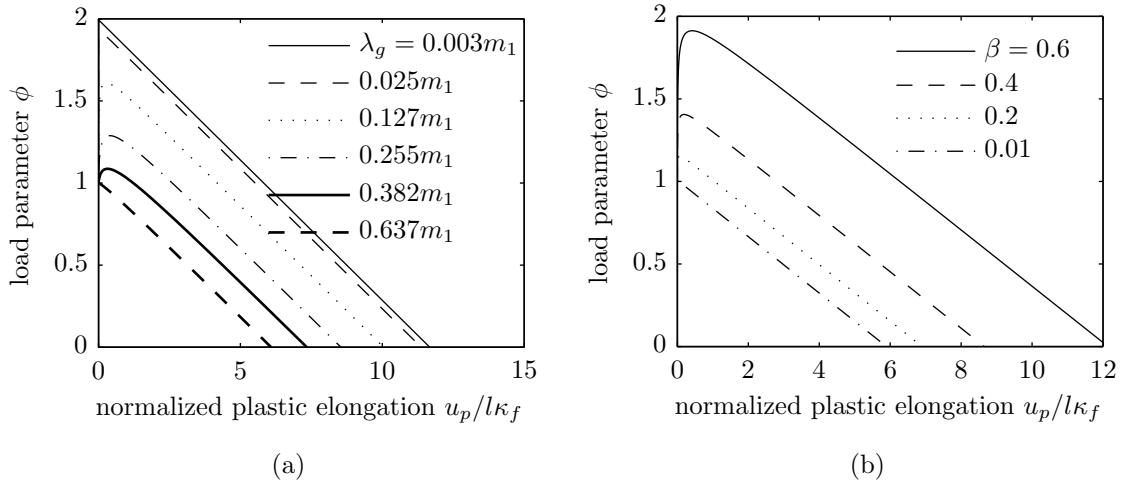 2
1.5
1
0.5
0
0 5 10 15
load parameter ϕ
normalized plastic elongation u_p/lκ_f
λ_g = 0.003m_1
0.025m_1
0.127m_1
0.255m_1
0.382m_1
0.637m_1
(a)
2
1.5
1
0.5
0
0 2 4 6 8 10 12
load parameter ϕ
normalized plastic elongation u_p/lκ_f
β = 0.6
0.4
0.2
0.01
(b)